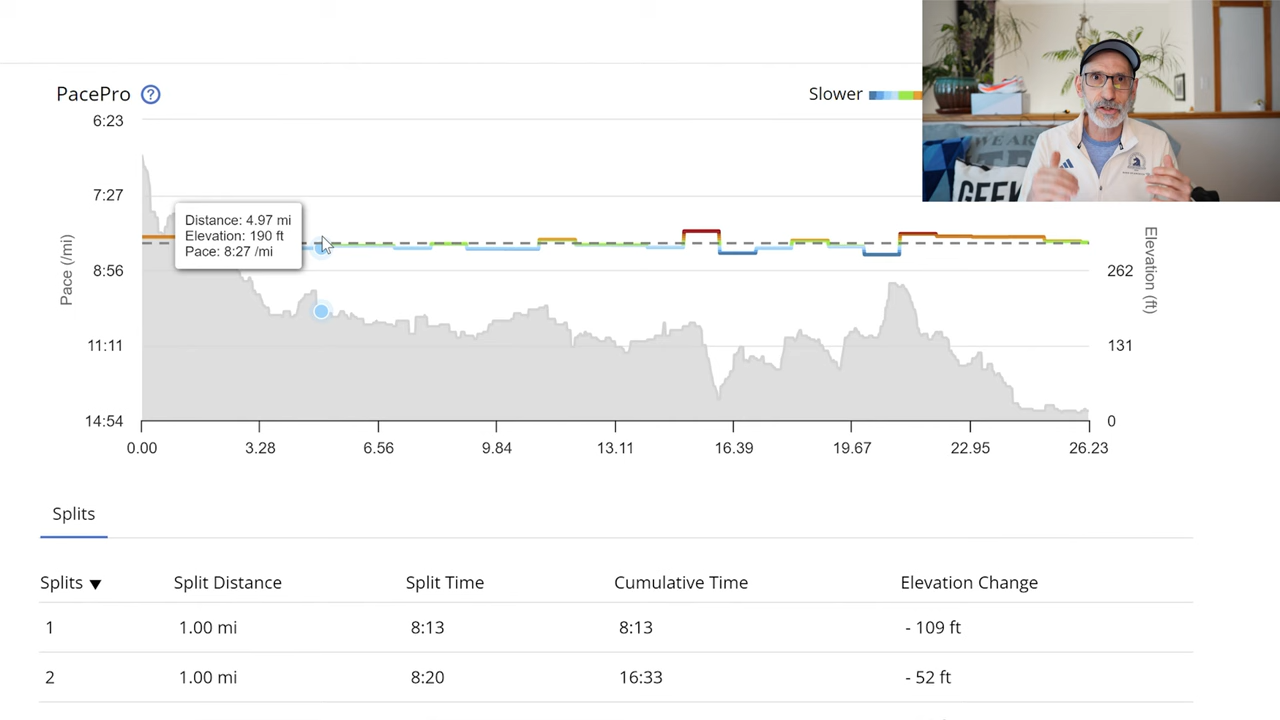 PacePro ?
Slower
6:23
7:27
8:56
11:11
14:54
Pace (/mi)
Distance: 4.97 mi
Elevation: 190 ft
Pace: 8:27 /mi
262
131
0
Elevation (ft)
0.00 3.28 6.56 9.84 13.11 16.39 19.67 22.95 26.23
WE ARE
GEEK
Splits
Splits ▼ Split Distance Split Time Cumulative Time Elevation Change
1 1.00 mi 8:13 8:13 - 109 ft
2 1.00 mi 8:20 16:33 - 52 ft